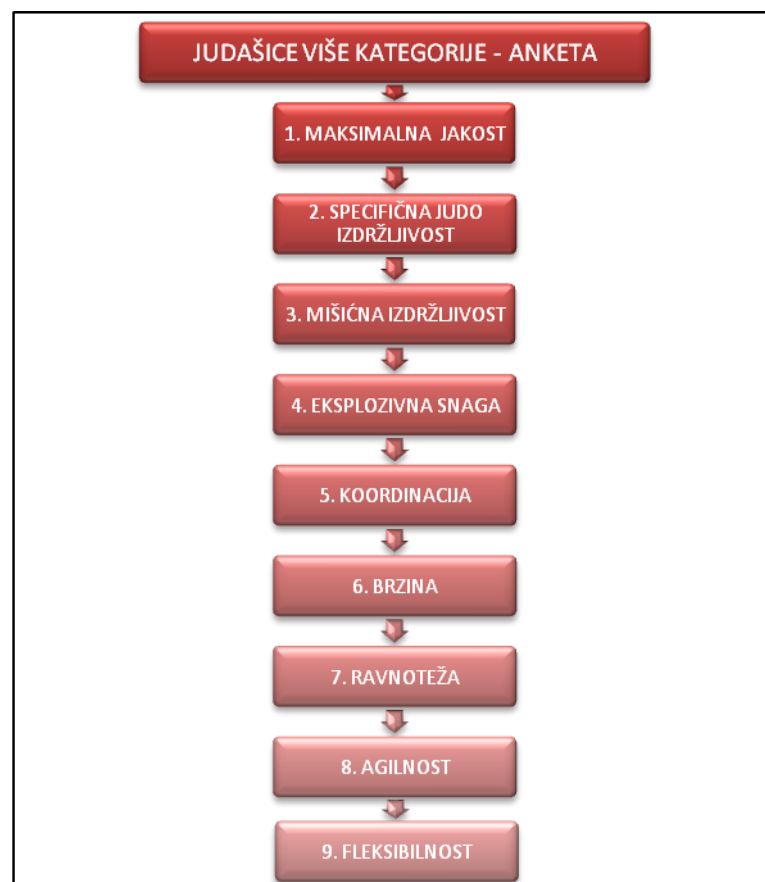 JUDAŠICE VIŠE KATEGORIJE - ANKETA
1. MAKSIMALNA JAKOST
2. SPECIFIČNA JUDO
IZDRŽLJIVOST
3. MIŠIĆNA IZDRŽLJIVOST
4. EKSPLOZIVNA SNAGA
5. KOORDINACIJA
6. BRZINA
7. RAVNOTEŽA
8. AGILNOST
9. FLEKSIBILNOST